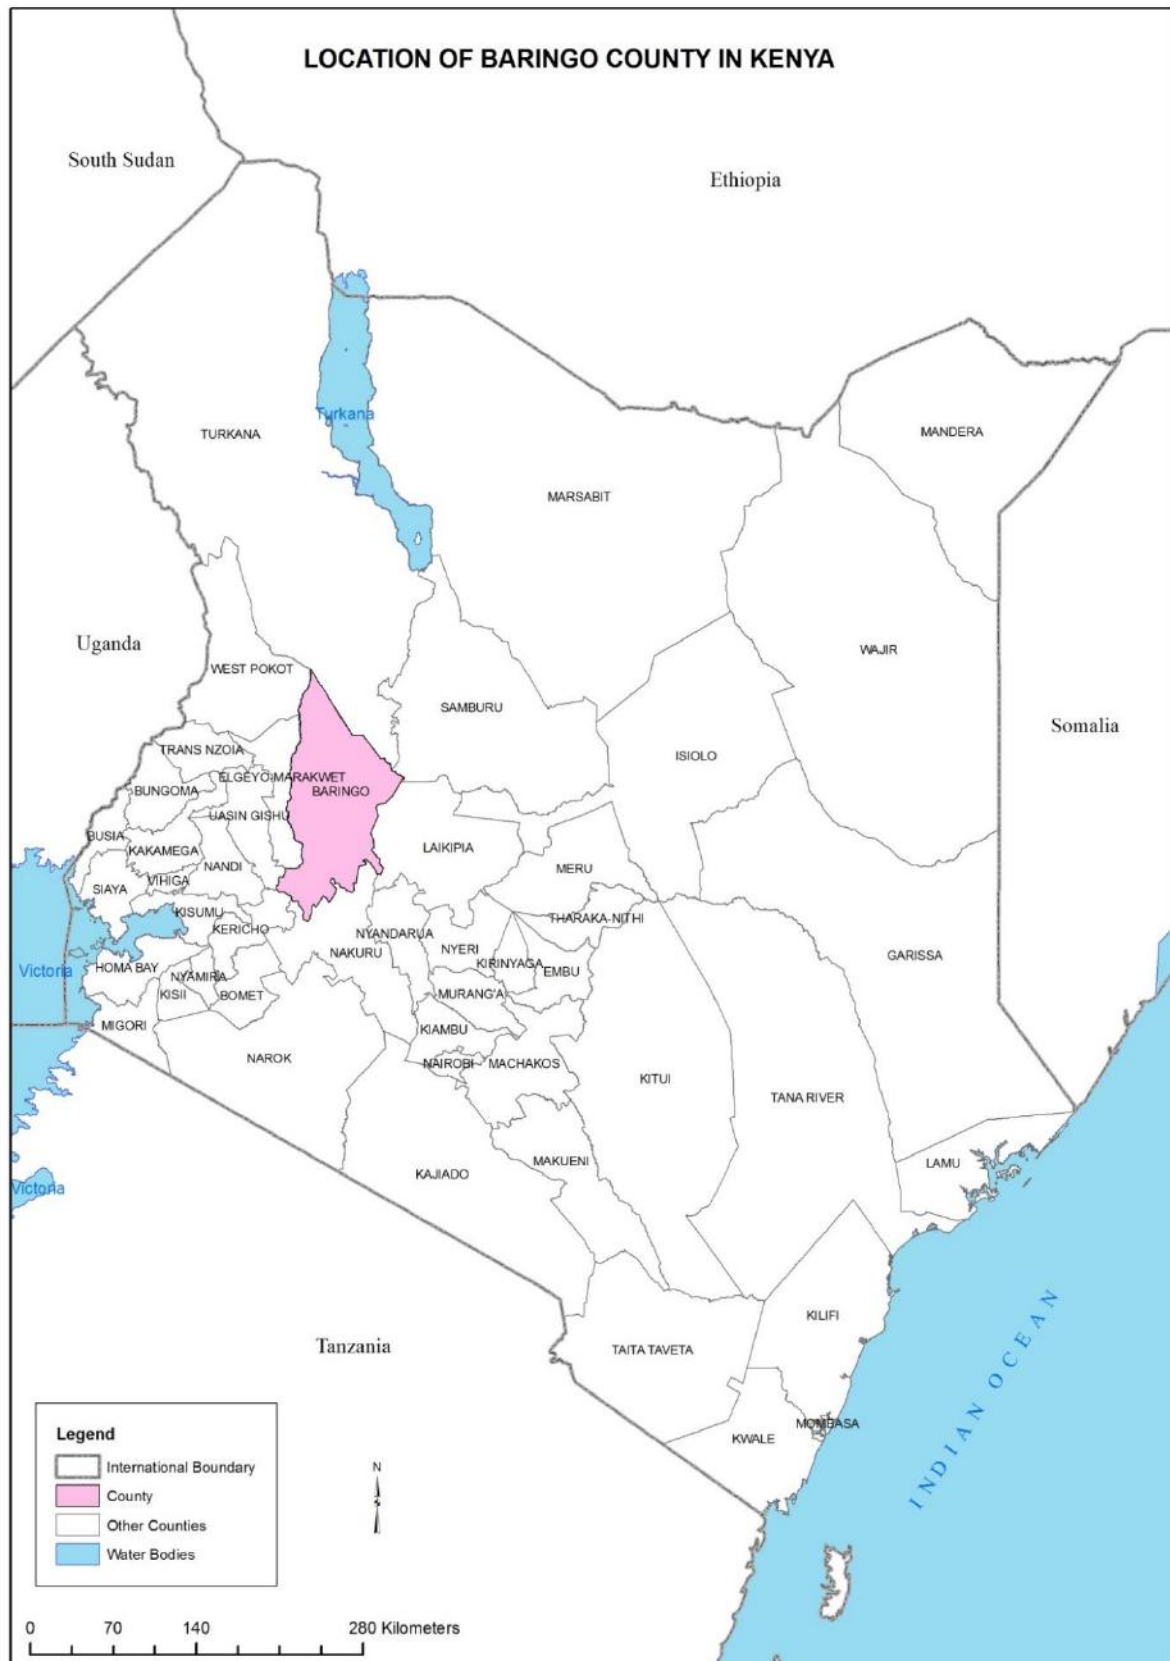 LOCATION OF BARINGO COUNTY IN KENYA
South Sudan
Ethiopia
Turkana
TURKANA
MANDERA
MARSABIT
Uganda
WAJIR
WEST POKOT
SAMBURU
Somalia
TRANS NZOIA
ISIOLO
ELGEYO-MARAKWET
BUNGOMA
BARINGO
UASIN GISHU
BUSIA
KAKAMEGA
LAIKIPIA
NANDI
MERU
VIHIGA
SIAYA
KISUMU
THARAKA-NITHI
KERICHO
NYANDARUA
NYERI
NAKURU
GARISSA
KIRINYAGA
HOMA BAY
Victoria
EMBU
NYAMIRA
KISII
BOMET
MURANG'A
MIGORI
KIAMBU
NAROK
NAIROBI
MACHAKOS
KITUI
TANA RIVER
MAKUENI
LAMU
KAJIADO
Victoria
KILIFI
Tanzania
TAITA TAVETA
INDIAN OCEAN
MOMBASA
KWALE
Legend
International Boundary
County
Other Counties
Water Bodies
N
0 70 140 280 Kilometers